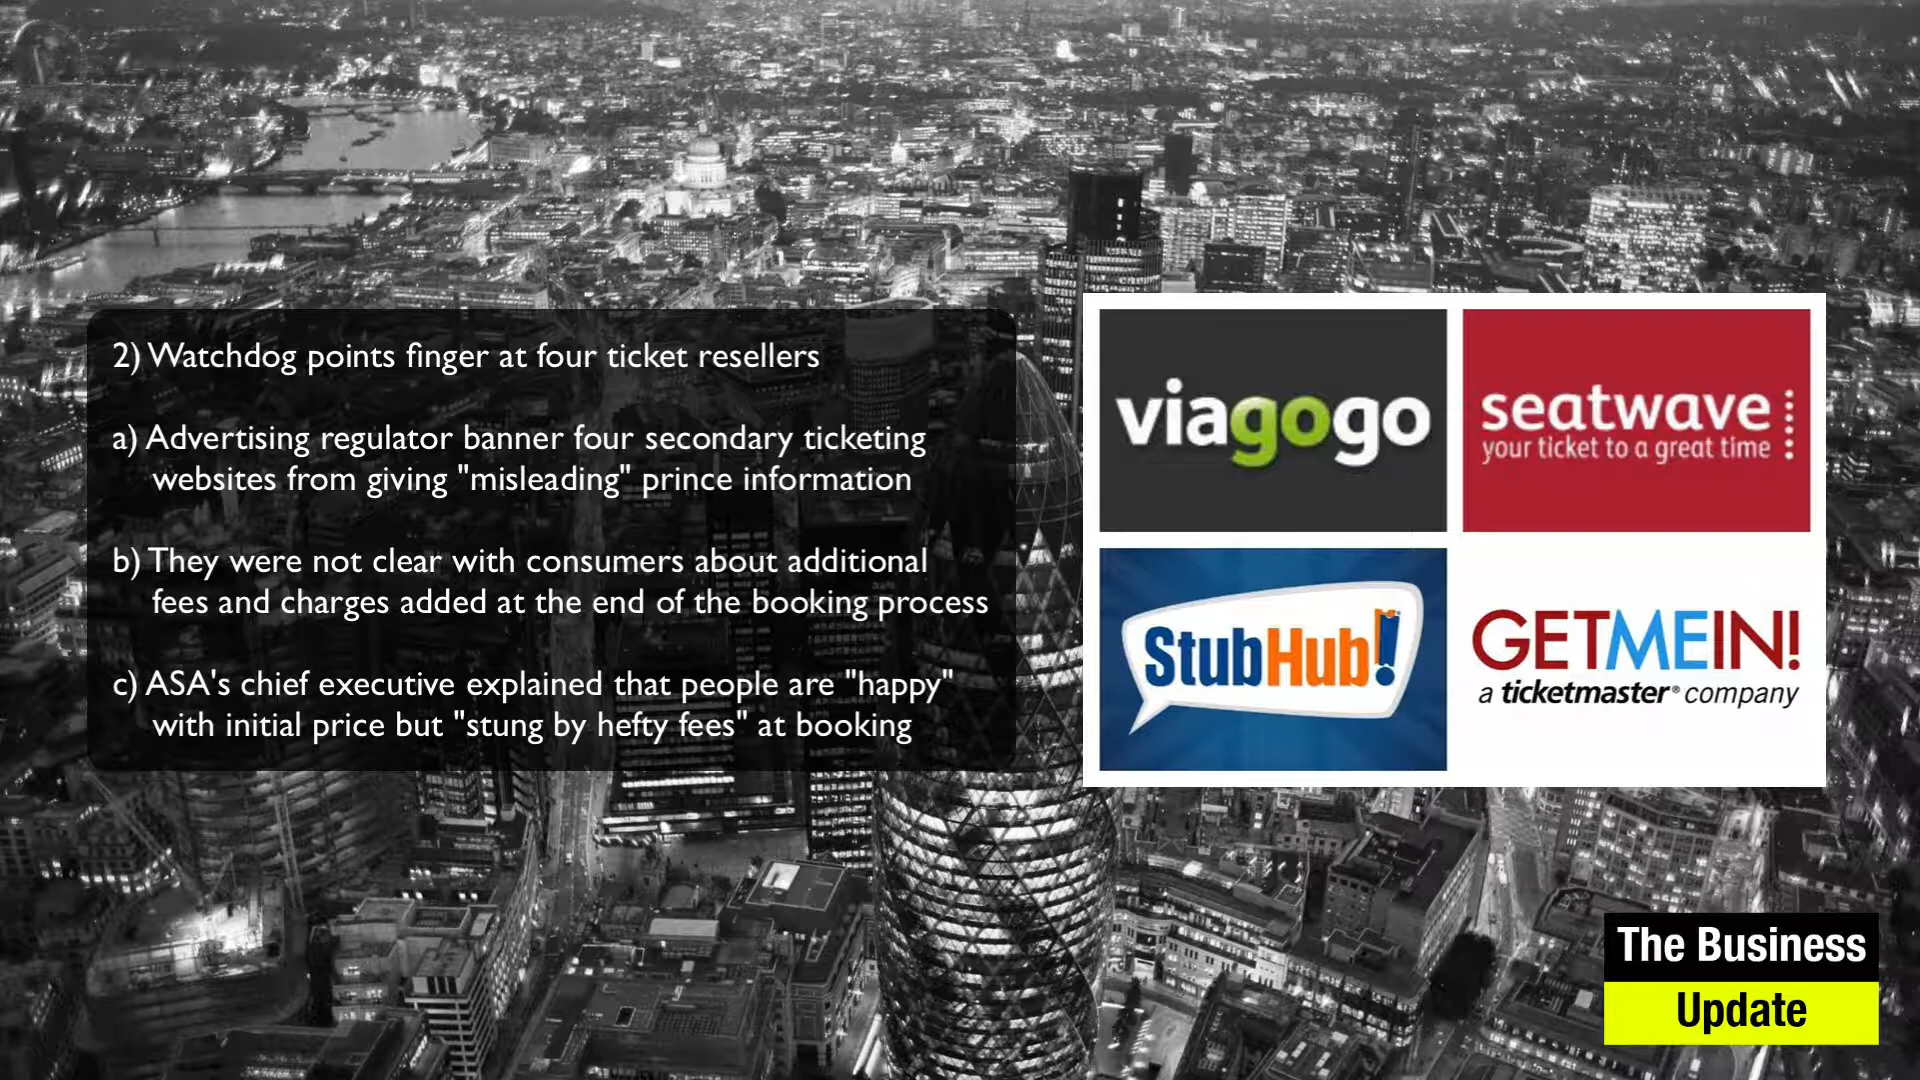 2) Watchdog points finger at four ticket resellers
a) Advertising regulator banner four secondary ticketing
websites from giving "misleading" prince information
b) They were not clear with consumers about additional
fees and charges added at the end of the booking process
c) ASA's chief executive explained that people are "happy"
with initial price but "stung by hefty fees" at booking
viagogo
seatwave
your ticket to a great time
StubHub!
GETMEIN!
a ticketmaster® company
The Business
Update